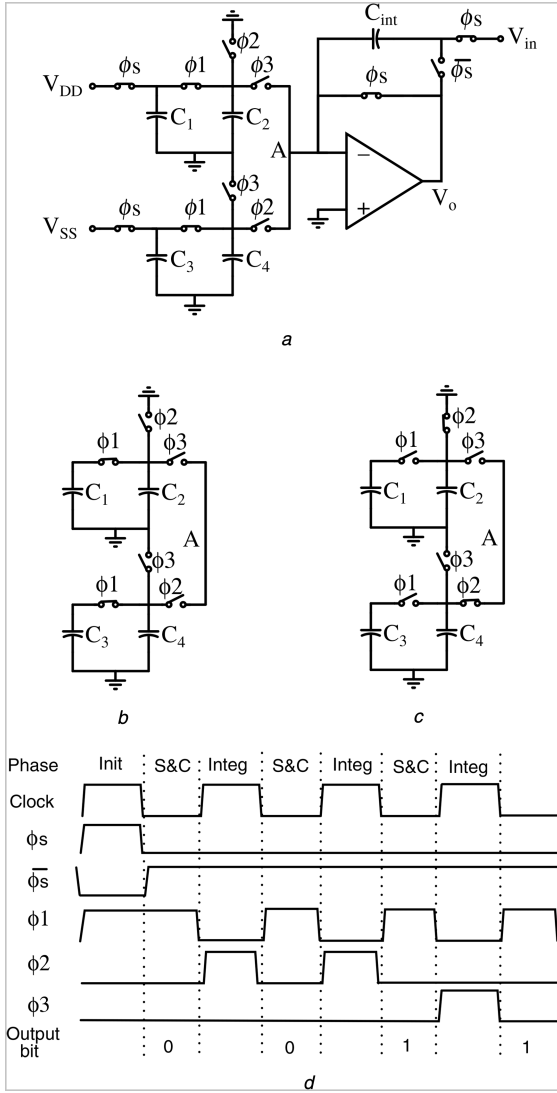 C_int
ϕs
V_in
ϕ2
ϕ̅s
V_DD
ϕs
ϕ1
ϕ3
ϕs
C_1
C_2
A
−
+
V_o
ϕ3
V_SS
ϕs
ϕ1
ϕ2
C_3
C_4
a
ϕ2
ϕ1
ϕ3
C_1
C_2
A
ϕ3
ϕ1
ϕ2
C_3
C_4
b
ϕ2
ϕ1
ϕ3
C_1
C_2
A
ϕ3
ϕ1
ϕ2
C_3
C_4
c
Phase Init S&C Integ S&C Integ S&C Integ
Clock
ϕs
ϕ̅s
ϕ1
ϕ2
ϕ3
Output
bit 0 0 1 1
d